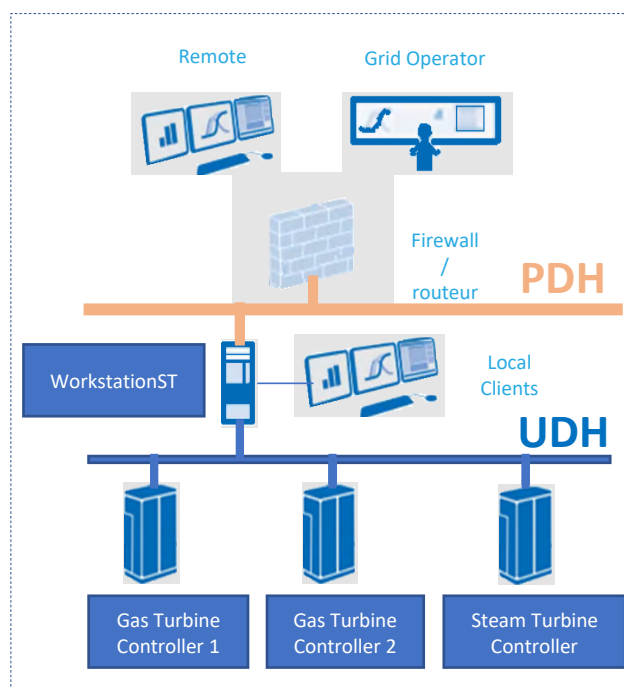 Remote
Grid Operator
Firewall
/
routeur
PDH
WorkstationST
Local
Clients
UDH
Gas Turbine
Controller 1
Gas Turbine
Controller 2
Steam Turbine
Controller